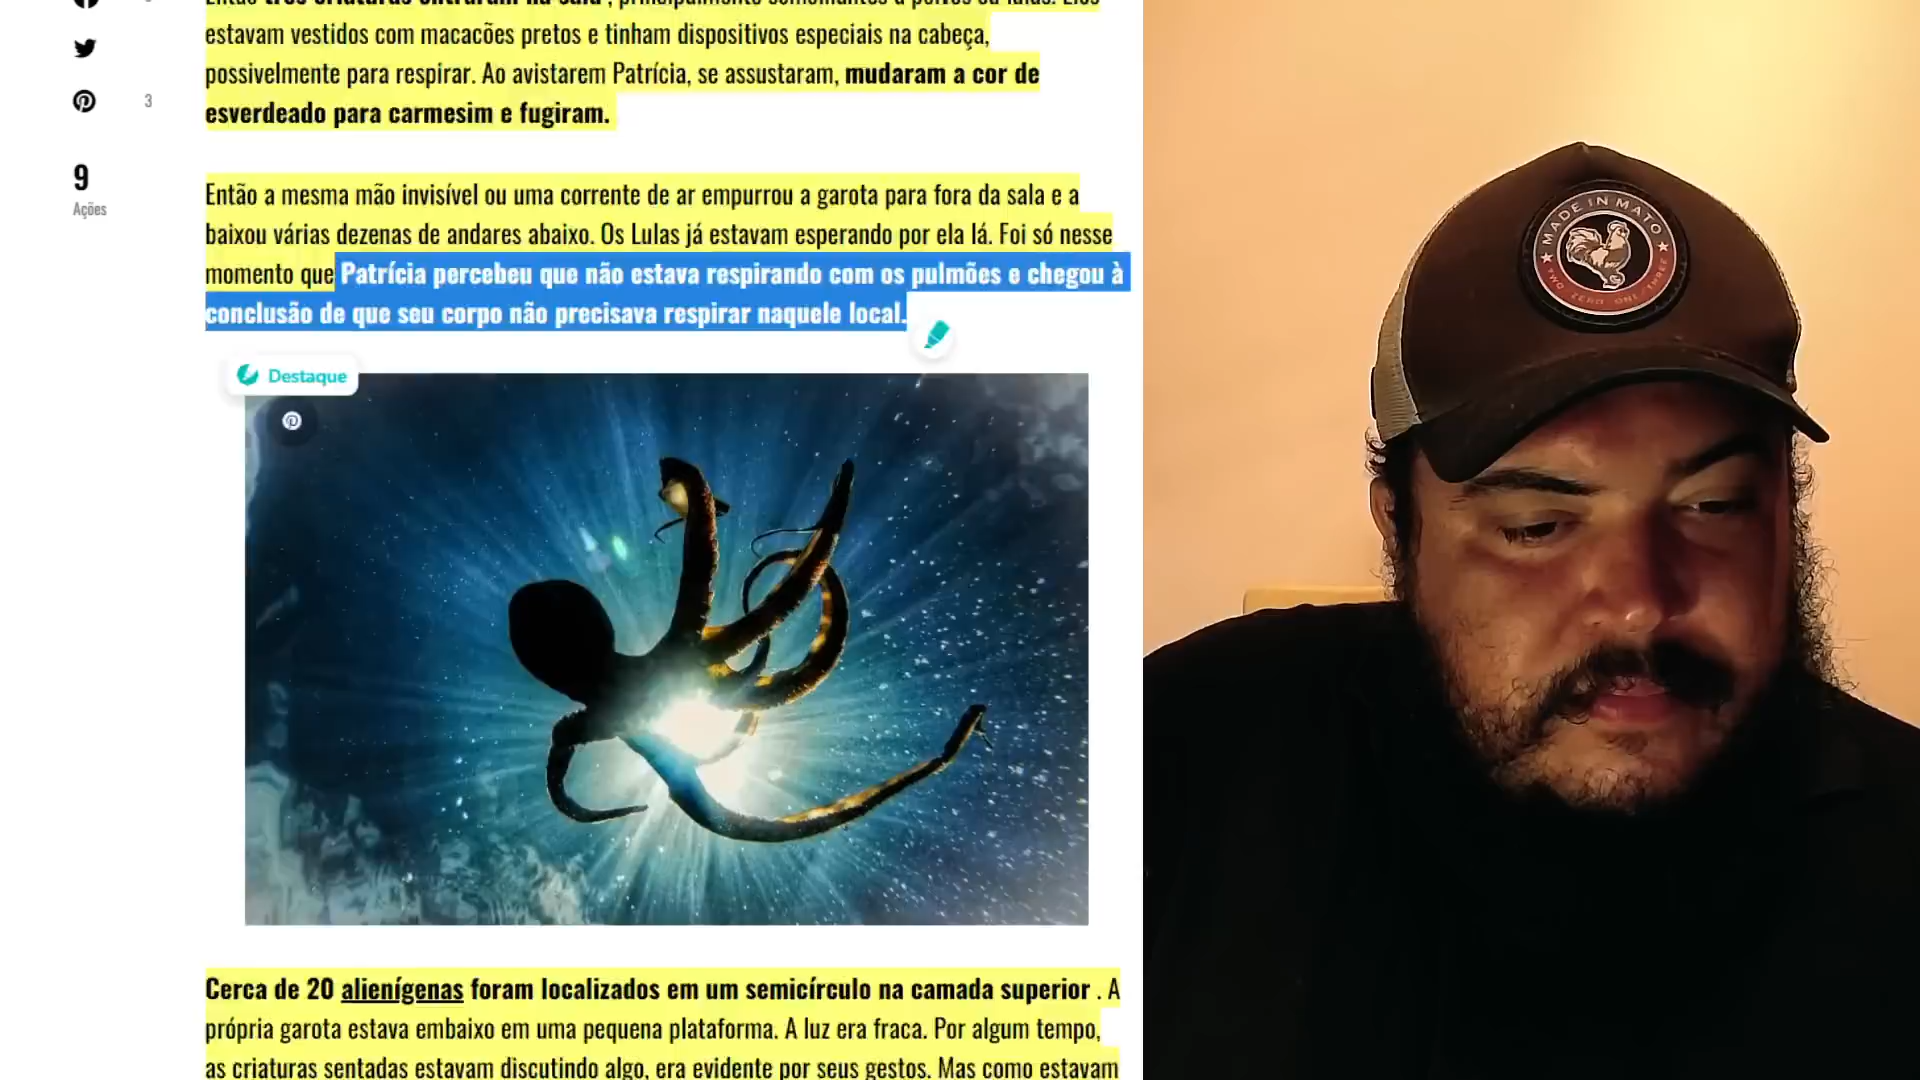 estavam vestidos com macacões pretos e tinham dispositivos especiais na cabeça,
possivelmente para respirar. Ao avistarem Patrícia, se assustaram, mudaram a cor de
3
esverdeado para carmesim e fugiram.
9
Ações
Então a mesma mão invisível ou uma corrente de ar empurrou a garota para fora da sala e a
baixou várias dezenas de andares abaixo. Os Lulas já estavam esperando por ela lá. Foi só nesse
momento que Patrícia percebeu que não estava respirando com os pulmões e chegou à
conclusão de que seu corpo não precisava respirar naquele local.
Destaque
Cerca de 20 alienígenas foram localizados em um semicírculo na camada superior . A
própria garota estava embaixo em uma pequena plataforma. A luz era fraca. Por algum tempo,
as criaturas sentadas estavam discutindo algo, era evidente por seus gestos. Mas como estavam
MADE IN MATO
TWO ZERO ONE THREE